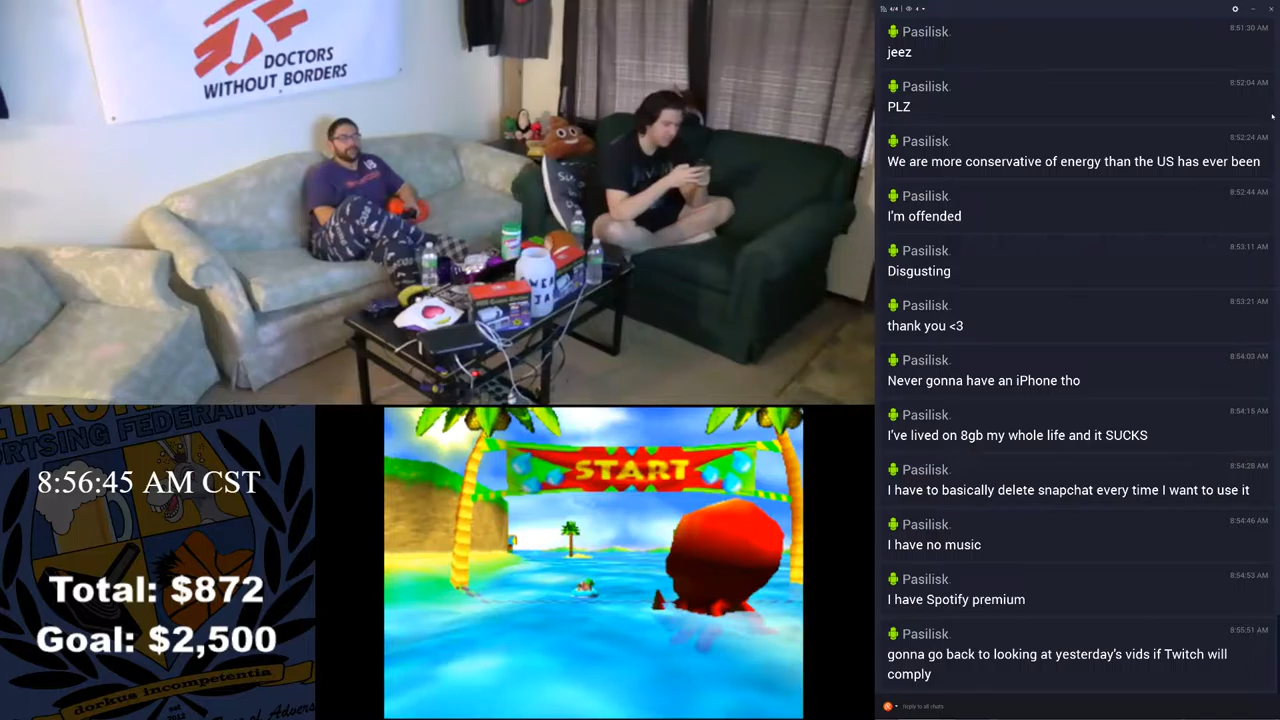 DOCTORS
WITHOUT BORDERS
8:56:45 AM CST
Total: $872
Goal: $2,500
dorkus incompetentia
START
4/4
4
Pasilisk
8:51:30 AM
jeez
Pasilisk
8:52:04 AM
PLZ
Pasilisk
8:52:24 AM
We are more conservative of energy than the US has ever been
Pasilisk
8:52:44 AM
I'm offended
Pasilisk
8:53:11 AM
Disgusting
Pasilisk
8:53:21 AM
thank you <3
Pasilisk
8:54:03 AM
Never gonna have an iPhone tho
Pasilisk
8:54:15 AM
I've lived on 8gb my whole life and it SUCKS
Pasilisk
8:54:28 AM
I have to basically delete snapchat every time I want to use it
Pasilisk
8:54:46 AM
I have no music
Pasilisk
8:54:53 AM
I have Spotify premium
Pasilisk
8:55:51 AM
gonna go back to looking at yesterday's vids if Twitch will
comply
Reply to all chats